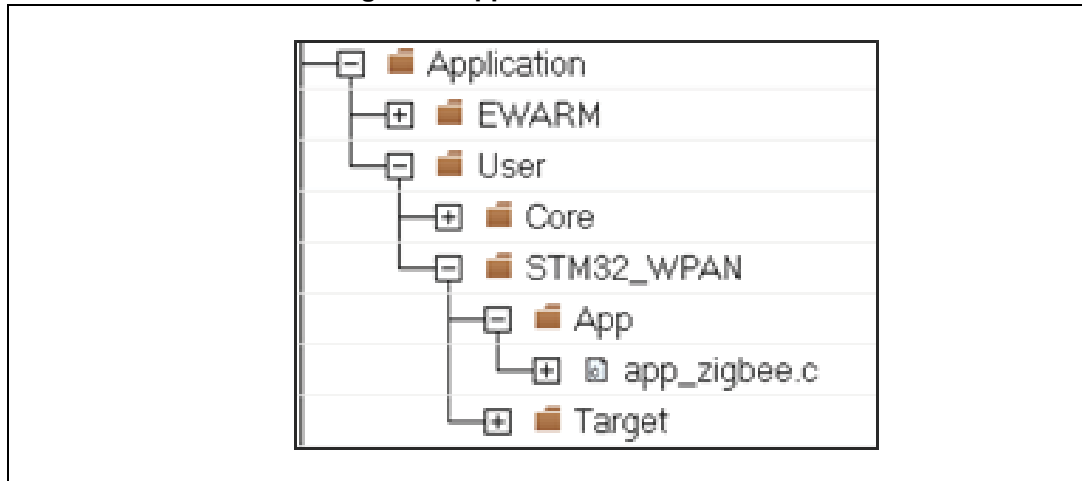 Application
EWARM
User
Core
STM32_WPAN
App
app_zigbee.c
Target